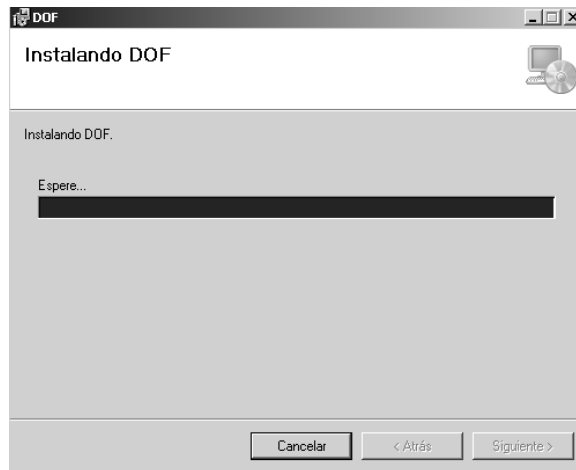 DOF
Instalando DOF
Instalando DOF.
Espere...
Cancelar
< Atrás
Siguiente >